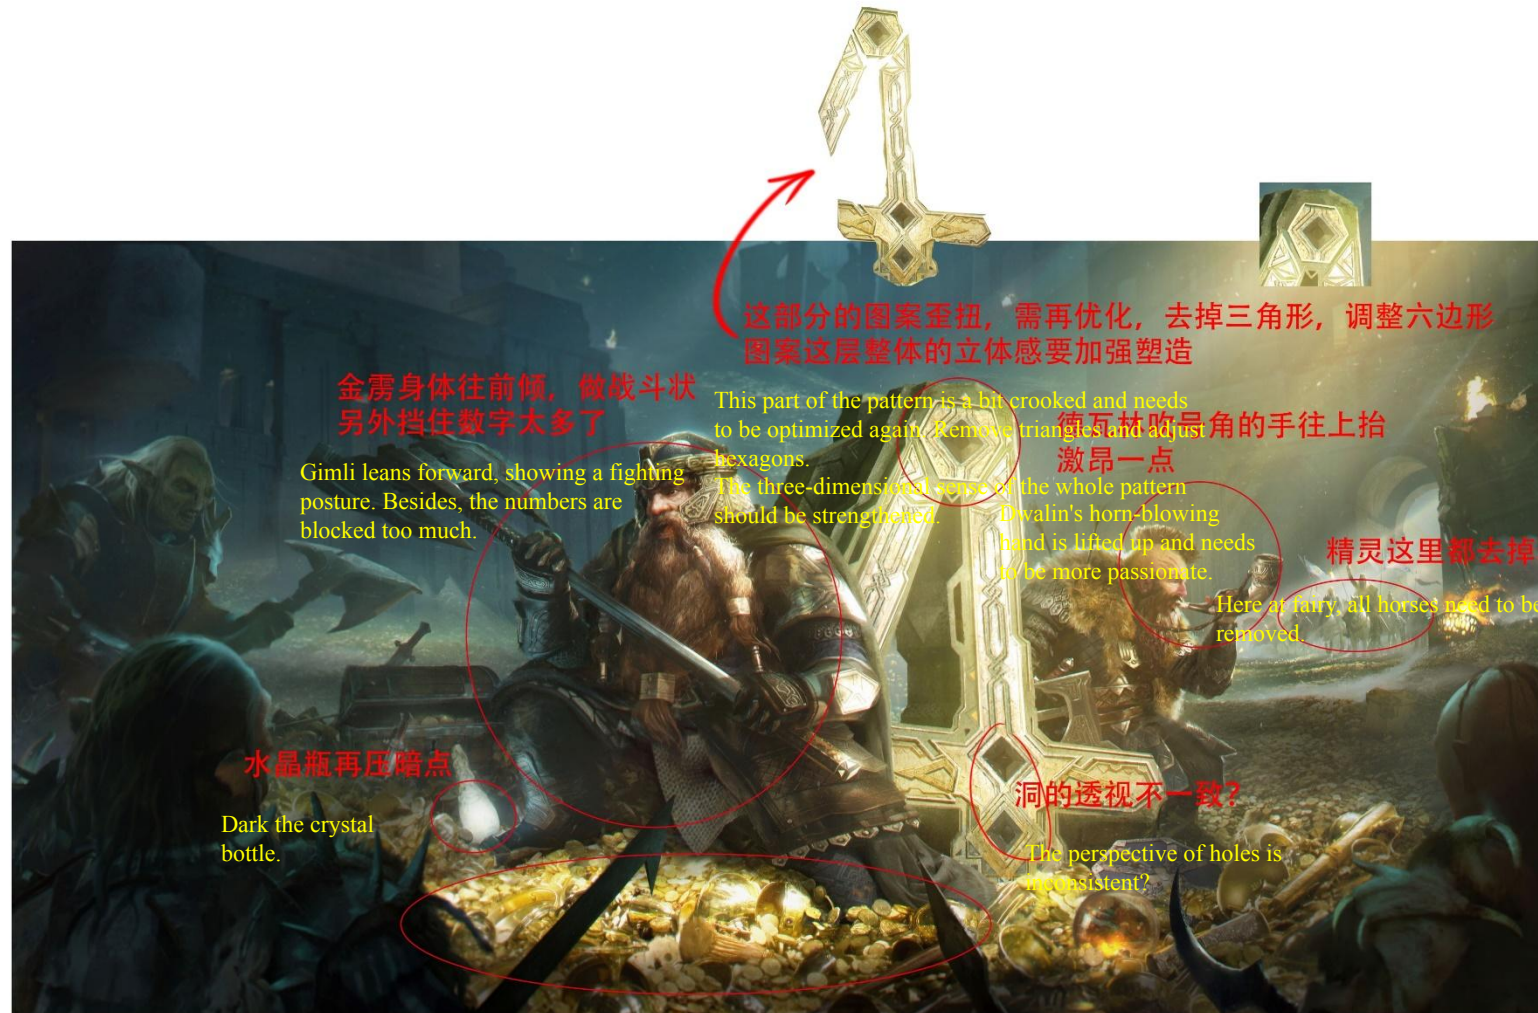 这部分的图案歪扭，需再优化，去掉三角形，调整六边形
图案这层整体的立体感要加强塑造
金雳身体往前倾，做战斗状
另外挡住数字太多了
This part of the pattern is a bit crooked and needs
to be optimized again. Remove triangles and adjust
hexagons.
The three-dimensional sense of the whole pattern
should be strengthened.
德瓦林吹号角的手往上抬
激昂一点
Gimli leans forward, showing a fighting
posture. Besides, the numbers are
blocked too much.
Dwalin's horn-blowing
hand is lifted up and needs
to be more passionate.
精灵这里都去掉
Here at fairy, all horses need to be
removed.
水晶瓶再压暗点
Dark the crystal
bottle.
洞的透视不一致？
The perspective of holes is
inconsistent?